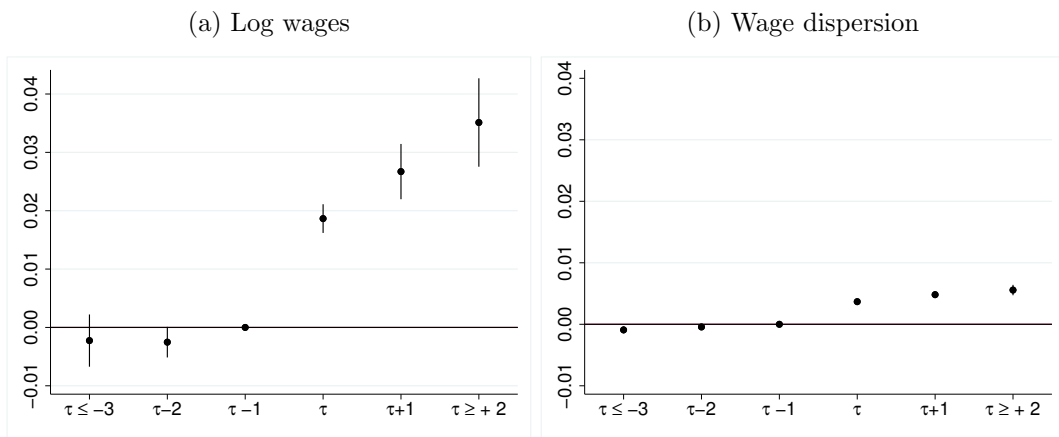 (a) Log wages
0.04
0.03
0.02
0.01
0.00
−0.01
τ ≤ −3
τ−2
τ −1
τ
τ+1
τ ≥ + 2
(b) Wage dispersion
0.04
0.03
0.02
0.01
0.00
−0.01
τ ≤ −3
τ−2
τ −1
τ
τ+1
τ ≥ + 2